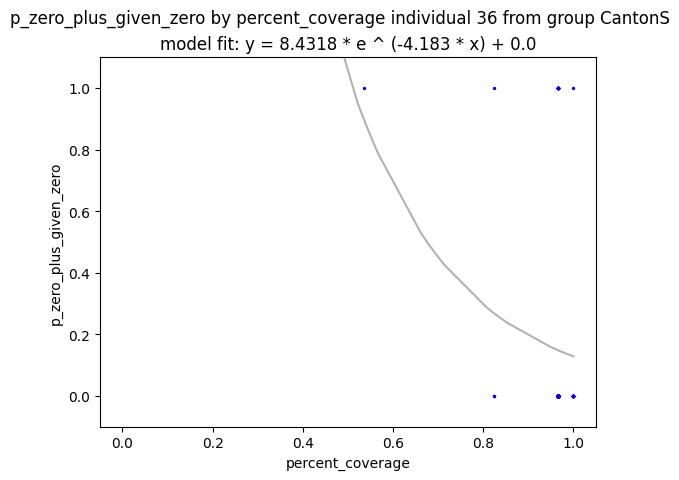 p_zero_plus_given_zero by percent_coverage individual 36 from group CantonS
model fit: y = 8.4318 * e ^ (-4.183 * x) + 0.0
p_zero_plus_given_zero
1.0
0.8
0.6
0.4
0.2
0.0
0.0 0.2 0.4 0.6 0.8 1.0
percent_coverage